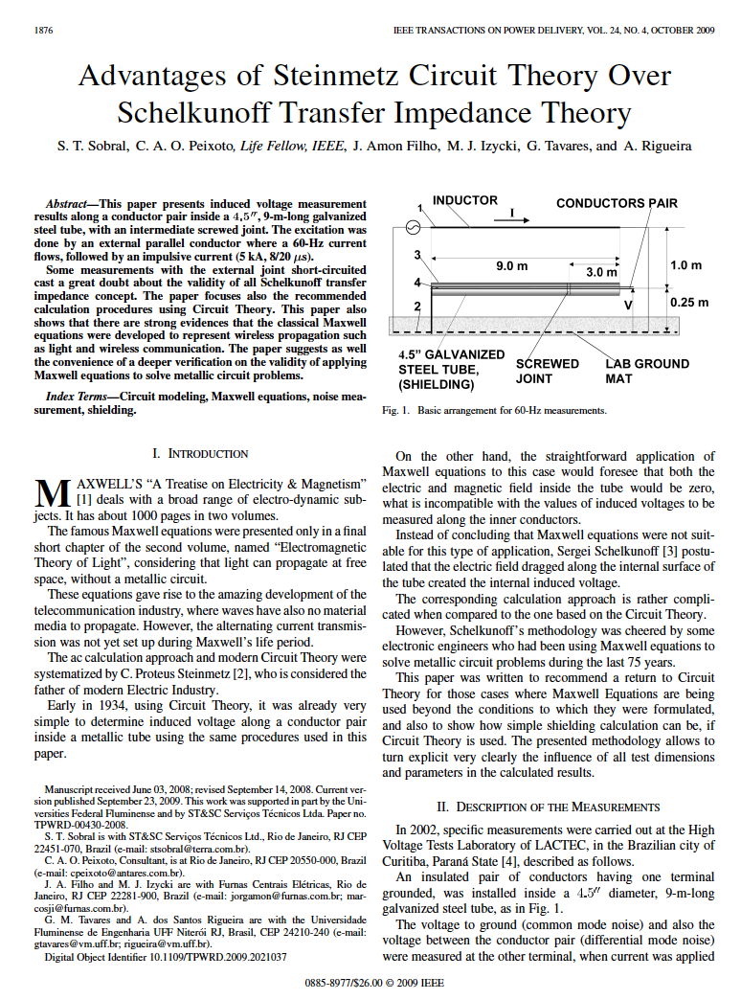 1876
IEEE TRANSACTIONS ON POWER DELIVERY, VOL. 24, NO. 4, OCTOBER 2009
Advantages of Steinmetz Circuit Theory Over
Schelkunoff Transfer Impedance Theory
S. T. Sobral, C. A. O. Peixoto, Life Fellow, IEEE, J. Amon Filho, M. J. Izycki, G. Tavares, and A. Rigueira
Abstract—This paper presents induced voltage measurement
results along a conductor pair inside a 4,5″, 9-m-long galvanized
steel tube, with an intermediate screwed joint. The excitation was
done by an external parallel conductor where a 60-Hz current
flows, followed by an impulsive current (5 kA, 8/20 μs).
Some measurements with the external joint short-circuited
cast a great doubt about the validity of all Schelkunoff transfer
impedance concept. The paper focuses also the recommended
calculation procedures using Circuit Theory. This paper also
shows that there are strong evidences that the classical Maxwell
equations were developed to represent wireless propagation such
as light and wireless communication. The paper suggests as well
the convenience of a deeper verification on the validity of applying
Maxwell equations to solve metallic circuit problems.
Index Terms—Circuit modeling, Maxwell equations, noise mea-
surement, shielding.
I. INTRODUCTION
MAXWELL'S "A Treatise on Electricity & Magnetism"
[1] deals with a broad range of electro-dynamic sub-
jects. It has about 1000 pages in two volumes.
The famous Maxwell equations were presented only in a final
short chapter of the second volume, named "Electromagnetic
Theory of Light", considering that light can propagate at free
space, without a metallic circuit.
These equations gave rise to the amazing development of the
telecommunication industry, where waves have also no material
media to propagate. However, the alternating current transmis-
sion was not yet set up during Maxwell's life period.
The ac calculation approach and modern Circuit Theory were
systematized by C. Proteus Steinmetz [2], who is considered the
father of modern Electric Industry.
Early in 1934, using Circuit Theory, it was already very
simple to determine induced voltage along a conductor pair
inside a metallic tube using the same procedures used in this
paper.
Manuscript received June 03, 2008; revised September 14, 2008. Current ver-
sion published September 23, 2009. This work was supported in part by the Uni-
versities Federal Fluminense and by ST&SC Serviços Técnicos Ltda. Paper no.
TPWRD-00430-2008.
S. T. Sobral is with ST&SC Serviços Técnicos Ltd., Rio de Janeiro, RJ CEP
22451-070, Brazil (e-mail: stsobral@terra.com.br).
C. A. O. Peixoto, Consultant, is at Rio de Janeiro, RJ CEP 20550-000, Brazil
(e-mail: cpeixoto@antares.com.br).
J. A. Filho and M. J. Izycki are with Furnas Centrais Elétricas, Rio de
Janeiro, RJ CEP 22281-900, Brazil (e-mail: jorgamon@furnas.com.br; mar-
cosji@furnas.com.br).
G. M. Tavares and A. dos Santos Rigueira are with the Universidade
Fluminense de Engenharia UFF Niterói RJ, Brasil, CEP 24210-240 (e-mail:
gtavares@vm.uff.br; rigueira@vm.uff.br).
Digital Object Identifier 10.1109/TPWRD.2009.2021037
INDUCTOR
CONDUCTORS PAIR
1
I
3
9.0 m
3.0 m
1.0 m
4
2
V
0.25 m
4.5" GALVANIZED
STEEL TUBE,
(SHIELDING)
SCREWED
JOINT
LAB GROUND
MAT
Fig. 1. Basic arrangement for 60-Hz measurements.
On the other hand, the straightforward application of
Maxwell equations to this case would foresee that both the
electric and magnetic field inside the tube would be zero,
what is incompatible with the values of induced voltages to be
measured along the inner conductors.
Instead of concluding that Maxwell equations were not suit-
able for this type of application, Sergei Schelkunoff [3] postu-
lated that the electric field dragged along the internal surface of
the tube created the internal induced voltage.
The corresponding calculation approach is rather compli-
cated when compared to the one based on the Circuit Theory.
However, Schelkunoff's methodology was cheered by some
electronic engineers who had been using Maxwell equations to
solve metallic circuit problems during the last 75 years.
This paper was written to recommend a return to Circuit
Theory for those cases where Maxwell Equations are being
used beyond the conditions to which they were formulated,
and also to show how simple shielding calculation can be, if
Circuit Theory is used. The presented methodology allows to
turn explicit very clearly the influence of all test dimensions
and parameters in the calculated results.
II. DESCRIPTION OF THE MEASUREMENTS
In 2002, specific measurements were carried out at the High
Voltage Tests Laboratory of LACTEC, in the Brazilian city of
Curitiba, Paraná State [4], described as follows.
An insulated pair of conductors having one terminal
grounded, was installed inside a 4.5″ diameter, 9-m-long
galvanized steel tube, as in Fig. 1.
The voltage to ground (common mode noise) and also the
voltage between the conductor pair (differential mode noise)
were measured at the other terminal, when current was applied
0885-8977/$26.00 © 2009 IEEE